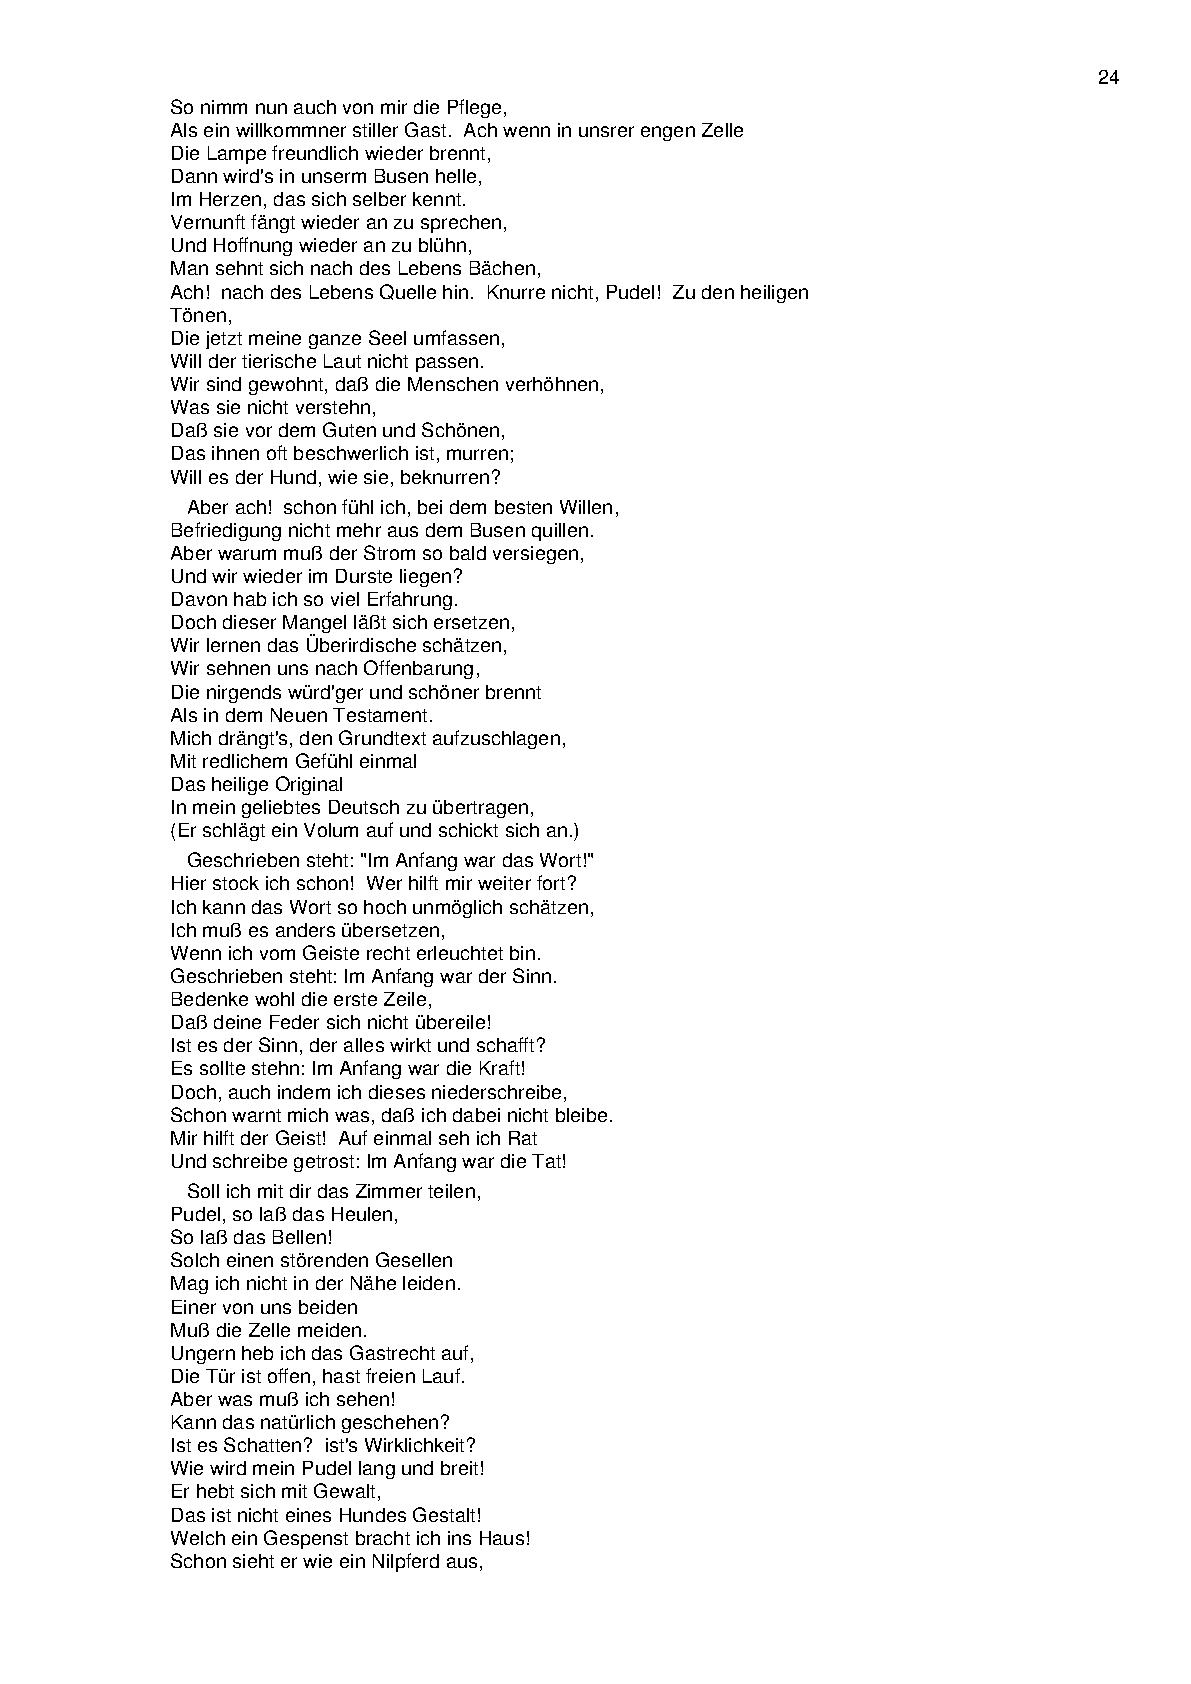 24
So nimm nun auch von mir die Pflege,
Als ein willkommner stiller Gast.  Ach wenn in unsrer engen Zelle
Die Lampe freundlich wieder brennt,
Dann wird's in unserm Busen helle,
Im Herzen, das sich selber kennt.
Vernunft fängt wieder an zu sprechen,
Und Hoffnung wieder an zu blühn,
Man sehnt sich nach des Lebens Bächen,
Ach!  nach des Lebens Quelle hin.  Knurre nicht, Pudel!  Zu den heiligen
Tönen,
Die jetzt meine ganze Seel umfassen,
Will der tierische Laut nicht passen.
Wir sind gewohnt, daß die Menschen verhöhnen,
Was sie nicht verstehn,
Daß sie vor dem Guten und Schönen,
Das ihnen oft beschwerlich ist, murren;
Will es der Hund, wie sie, beknurren?
Aber ach!  schon fühl ich, bei dem besten Willen,
Befriedigung nicht mehr aus dem Busen quillen.
Aber warum muß der Strom so bald versiegen,
Und wir wieder im Durste liegen?
Davon hab ich so viel Erfahrung.
Doch dieser Mangel läßt sich ersetzen,
Wir lernen das Überirdische schätzen,
Wir sehnen uns nach Offenbarung,
Die nirgends würd'ger und schöner brennt
Als in dem Neuen Testament.
Mich drängt's, den Grundtext aufzuschlagen,
Mit redlichem Gefühl einmal
Das heilige Original
In mein geliebtes Deutsch zu übertragen,
(Er schlägt ein Volum auf und schickt sich an.)
Geschrieben steht: "Im Anfang war das Wort!"
Hier stock ich schon!  Wer hilft mir weiter fort?
Ich kann das Wort so hoch unmöglich schätzen,
Ich muß es anders übersetzen,
Wenn ich vom Geiste recht erleuchtet bin.
Geschrieben steht: Im Anfang war der Sinn.
Bedenke wohl die erste Zeile,
Daß deine Feder sich nicht übereile!
Ist es der Sinn, der alles wirkt und schafft?
Es sollte stehn: Im Anfang war die Kraft!
Doch, auch indem ich dieses niederschreibe,
Schon warnt mich was, daß ich dabei nicht bleibe.
Mir hilft der Geist!  Auf einmal seh ich Rat
Und schreibe getrost: Im Anfang war die Tat!
Soll ich mit dir das Zimmer teilen,
Pudel, so laß das Heulen,
So laß das Bellen!
Solch einen störenden Gesellen
Mag ich nicht in der Nähe leiden.
Einer von uns beiden
Muß die Zelle meiden.
Ungern heb ich das Gastrecht auf,
Die Tür ist offen, hast freien Lauf.
Aber was muß ich sehen!
Kann das natürlich geschehen?
Ist es Schatten?  ist's Wirklichkeit?
Wie wird mein Pudel lang und breit!
Er hebt sich mit Gewalt,
Das ist nicht eines Hundes Gestalt!
Welch ein Gespenst bracht ich ins Haus!
Schon sieht er wie ein Nilpferd aus,